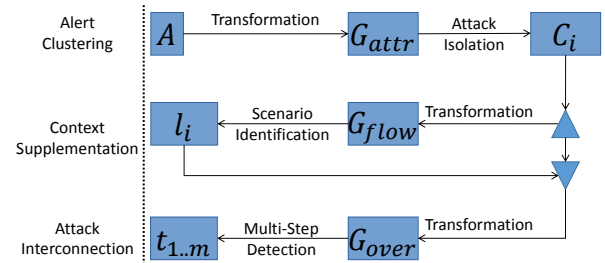 Alert
Clustering
A
Transformation
G_attr
Attack
Isolation
C_i
Context
Supplementation
l_i
Scenario
Identification
G_flow
Transformation
Attack
Interconnection
t_1..m
Multi-Step
Detection
G_over
Transformation